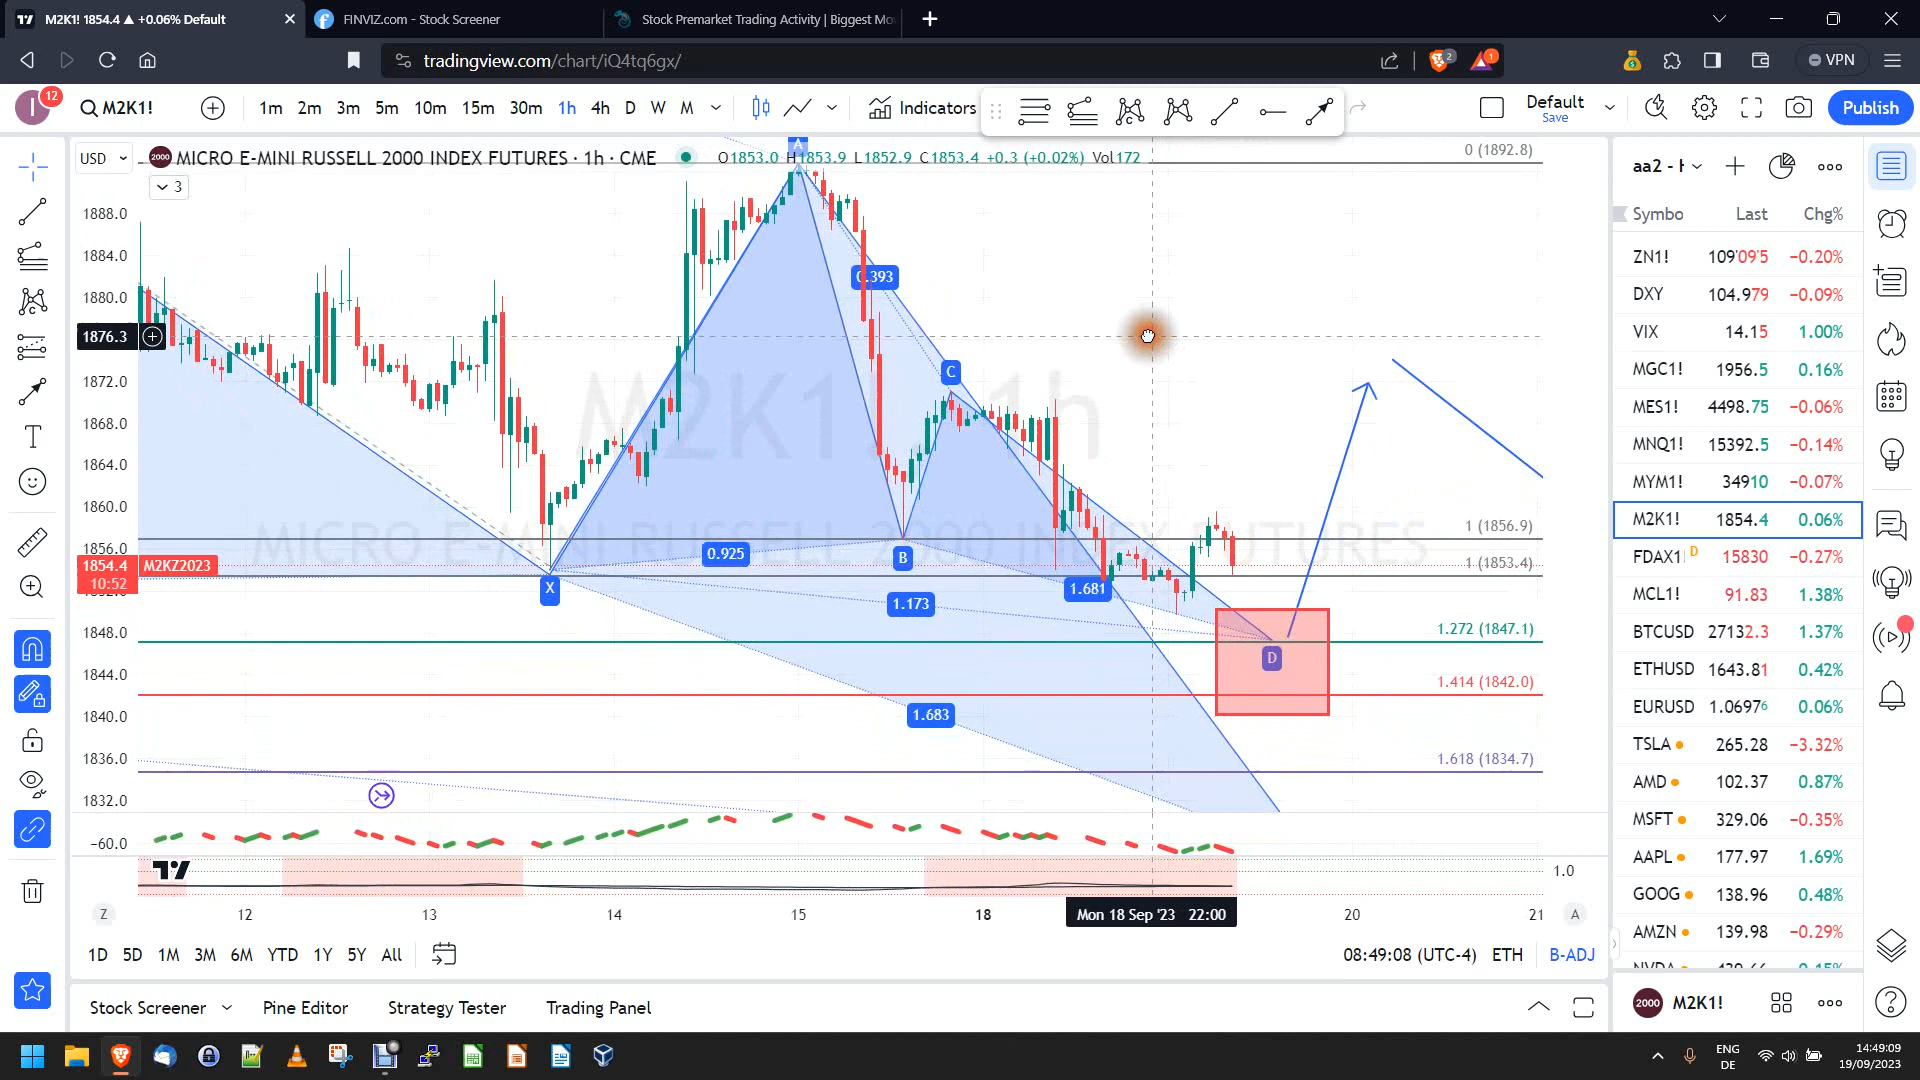 M2K1! 1854.4 ▲ +0.06% Default
FINVIZ.com - Stock Screener
Stock Premarket Trading Activity | Biggest Mo
tradingview.com/chart/iQ4tq6gx/
2
1
VPN
I
12
M2K1!
1m 2m 3m 5m 10m 15m 30m 1h 4h D W M
Indicators
Default
Save
Publish
USD
2000 MICRO E-MINI RUSSELL 2000 INDEX FUTURES · 1h · CME
O1853.0 H1853.9 L1852.9 C1853.4 +0.3 (+0.02%) Vol172
3
M2K1!, 1h
MICRO E-MINI RUSSELL 2000 INDEX FUTURES
1888.0
1884.0
1880.0
1876.3
1872.0
1868.0
1864.0
1860.0
1856.0
1854.4 M2KZ2023
10:52
1848.0
1844.0
1840.0
1836.0
1832.0
−60.0
A
0.393
C
0.925
B
X
1.173
1.681
D
1.683
0 (1892.8)
1 (1856.9)
1 (1853.4)
1.272 (1847.1)
1.414 (1842.0)
1.618 (1834.7)
1.0
Z
12 13 14 15 18 Mon 18 Sep '23 22:00 20 21
A
1D 5D 1M 3M 6M YTD 1Y 5Y All
08:49:08 (UTC-4) ETH B-ADJ
Stock Screener Pine Editor Strategy Tester Trading Panel
Symbo Last Chg%
ZN1! 109'09'5 −0.20%
DXY 104.979 −0.09%
VIX 14.15 1.00%
MGC1! 1956.5 0.16%
MES1! 4498.75 −0.06%
MNQ1! 15392.5 −0.14%
MYM1! 34910 −0.07%
M2K1! 1854.4 0.06%
FDAX1! D 15830 −0.27%
MCL1! 91.83 1.38%
BTCUSD 27132.3 1.37%
ETHUSD 1643.81 0.42%
EURUSD 1.06976 0.06%
TSLA 265.28 −3.32%
AMD 102.37 0.87%
MSFT 329.06 −0.35%
AAPL 177.97 1.69%
GOOG 138.96 0.48%
AMZN 139.98 −0.29%
2000 M2K1!
ENG
DE
14:49:09
19/09/2023